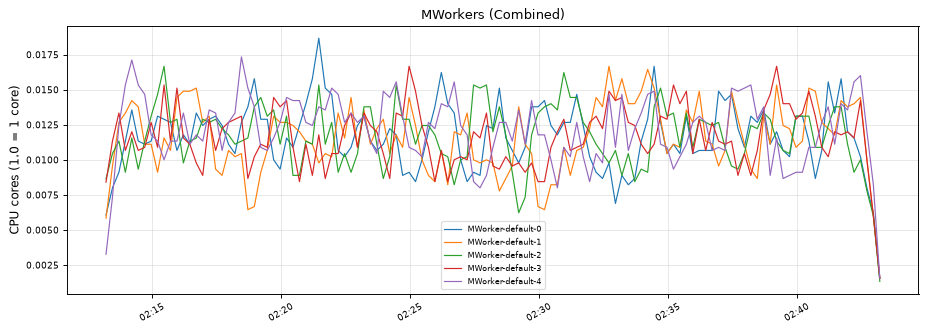 MWorkers (Combined)
CPU cores (1.0 = 1 core)
0.0175
0.0150
0.0125
0.0100
0.0075
0.0050
0.0025
MWorker-default-0
MWorker-default-1
MWorker-default-2
MWorker-default-3
MWorker-default-4
02:15
02:20
02:25
02:30
02:35
02:40